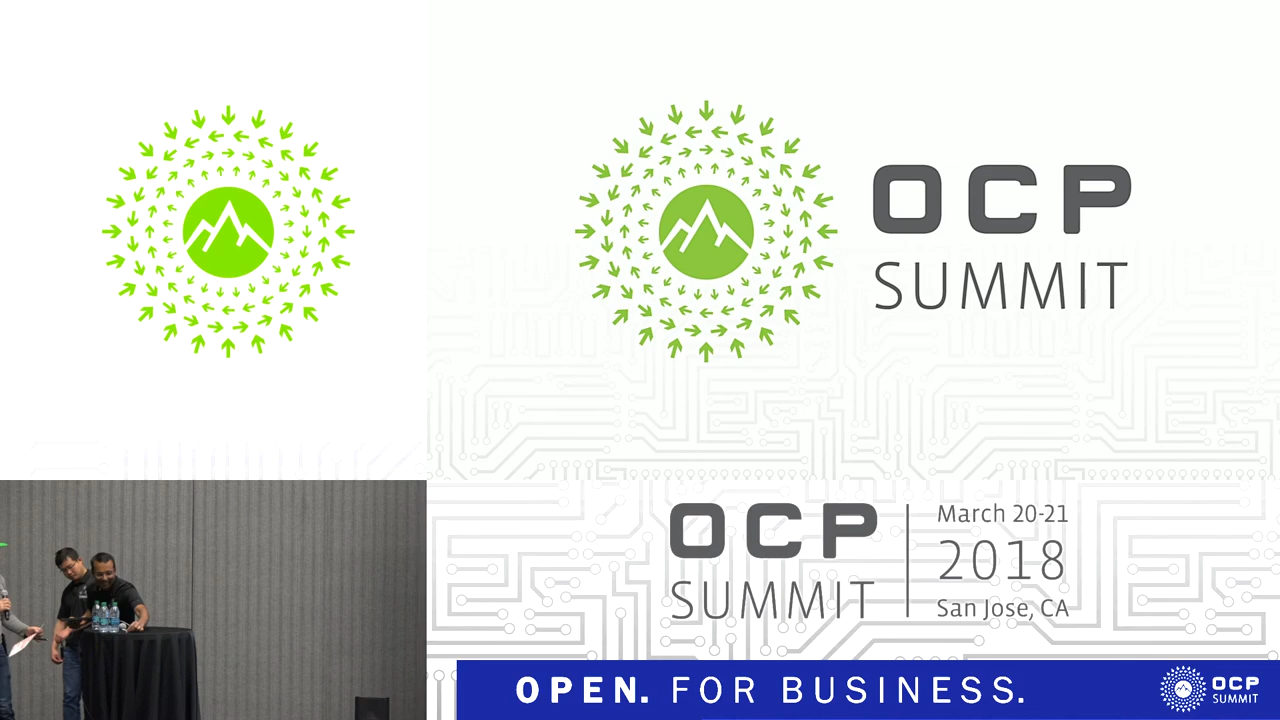 OCP
SUMMIT
OCP
SUMMIT
March 20-21
2018
San Jose, CA
OPEN. FOR BUSINESS.
OCP
SUMMIT